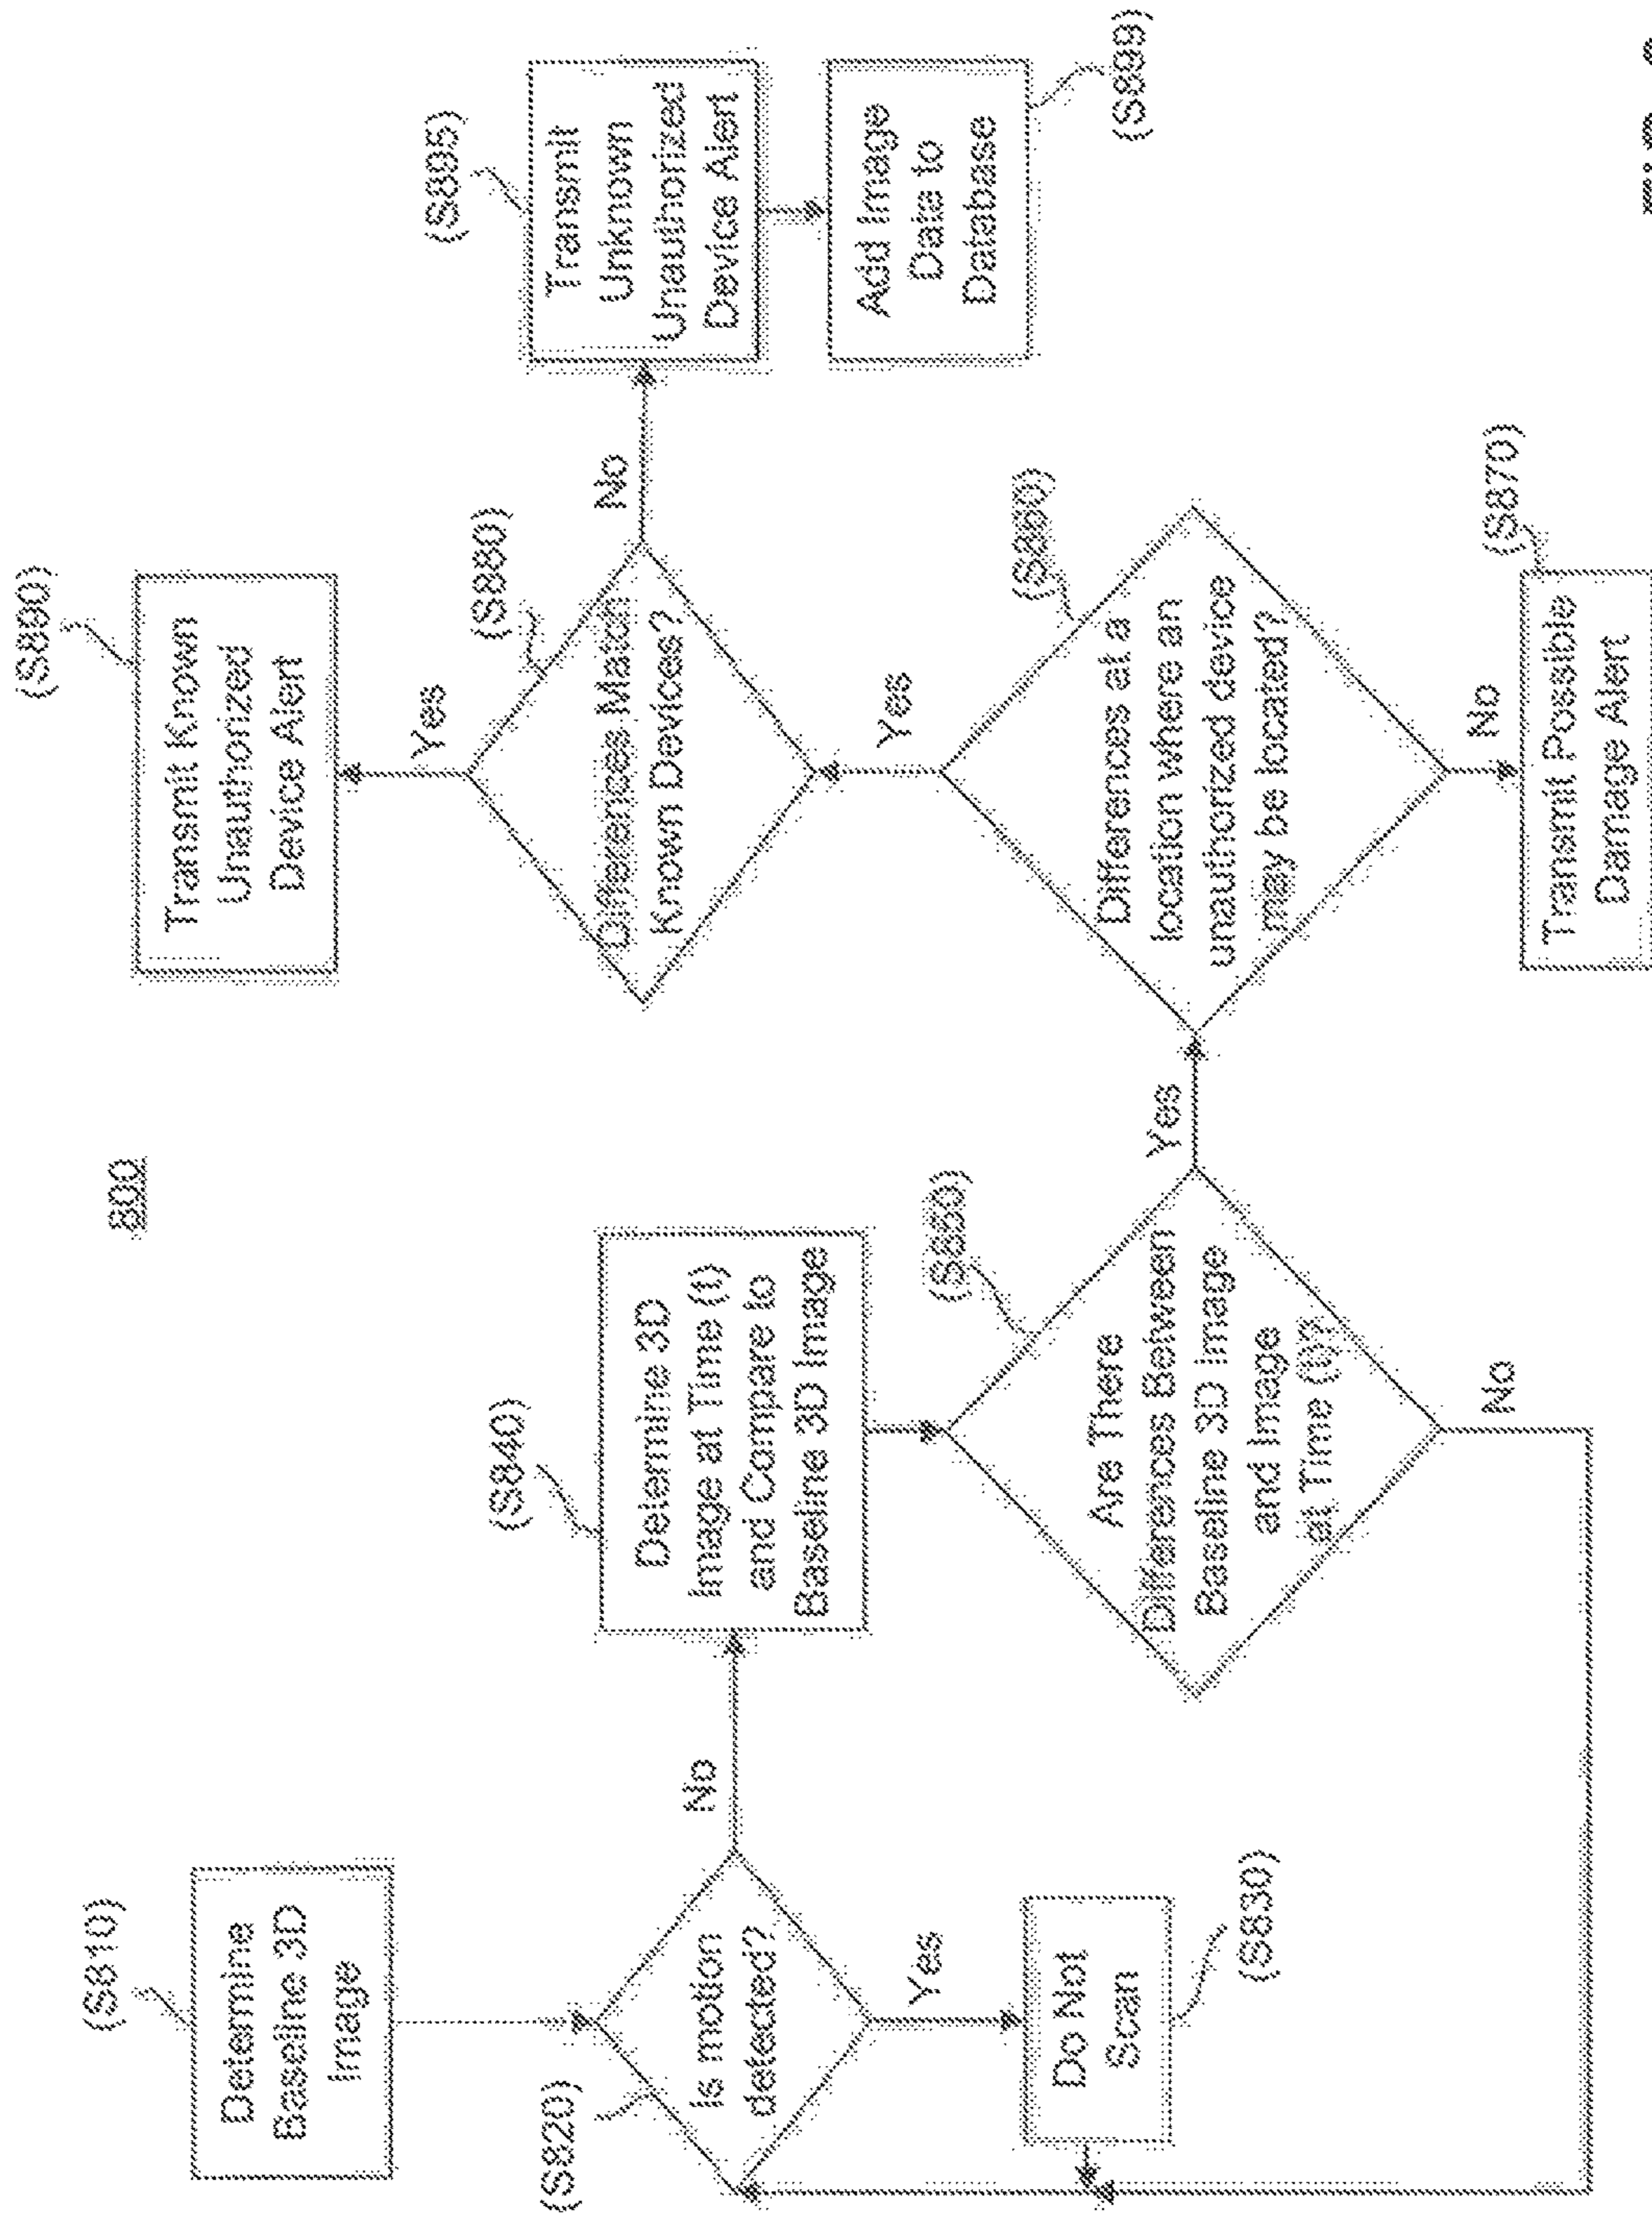 800
(S810)
Determine
Baseline 3D
Image
(S820)
Is motion
detected?
No
Yes
Do Not
Scan
(S830)
(S840)
Determine 3D
Image at Time (t)
and Compare to
Baseline 3D Image
(S850)
Are There
Differences Between
Baseline 3D Image
and Image
at Time (t)?
Yes
No
(S860)
Differences at a
location where an
unauthorized device
may be located?
Yes
No
(S870)
Transmit Possible
Damage Alert
(S880)
Differences Match
Known Devices?
Yes
No
(S890)
Transmit Known
Unauthorized
Device Alert
(S895)
Transmit
Unknown
Unauthorized
Device Alert
Add Image
Data to
Database
(S899)